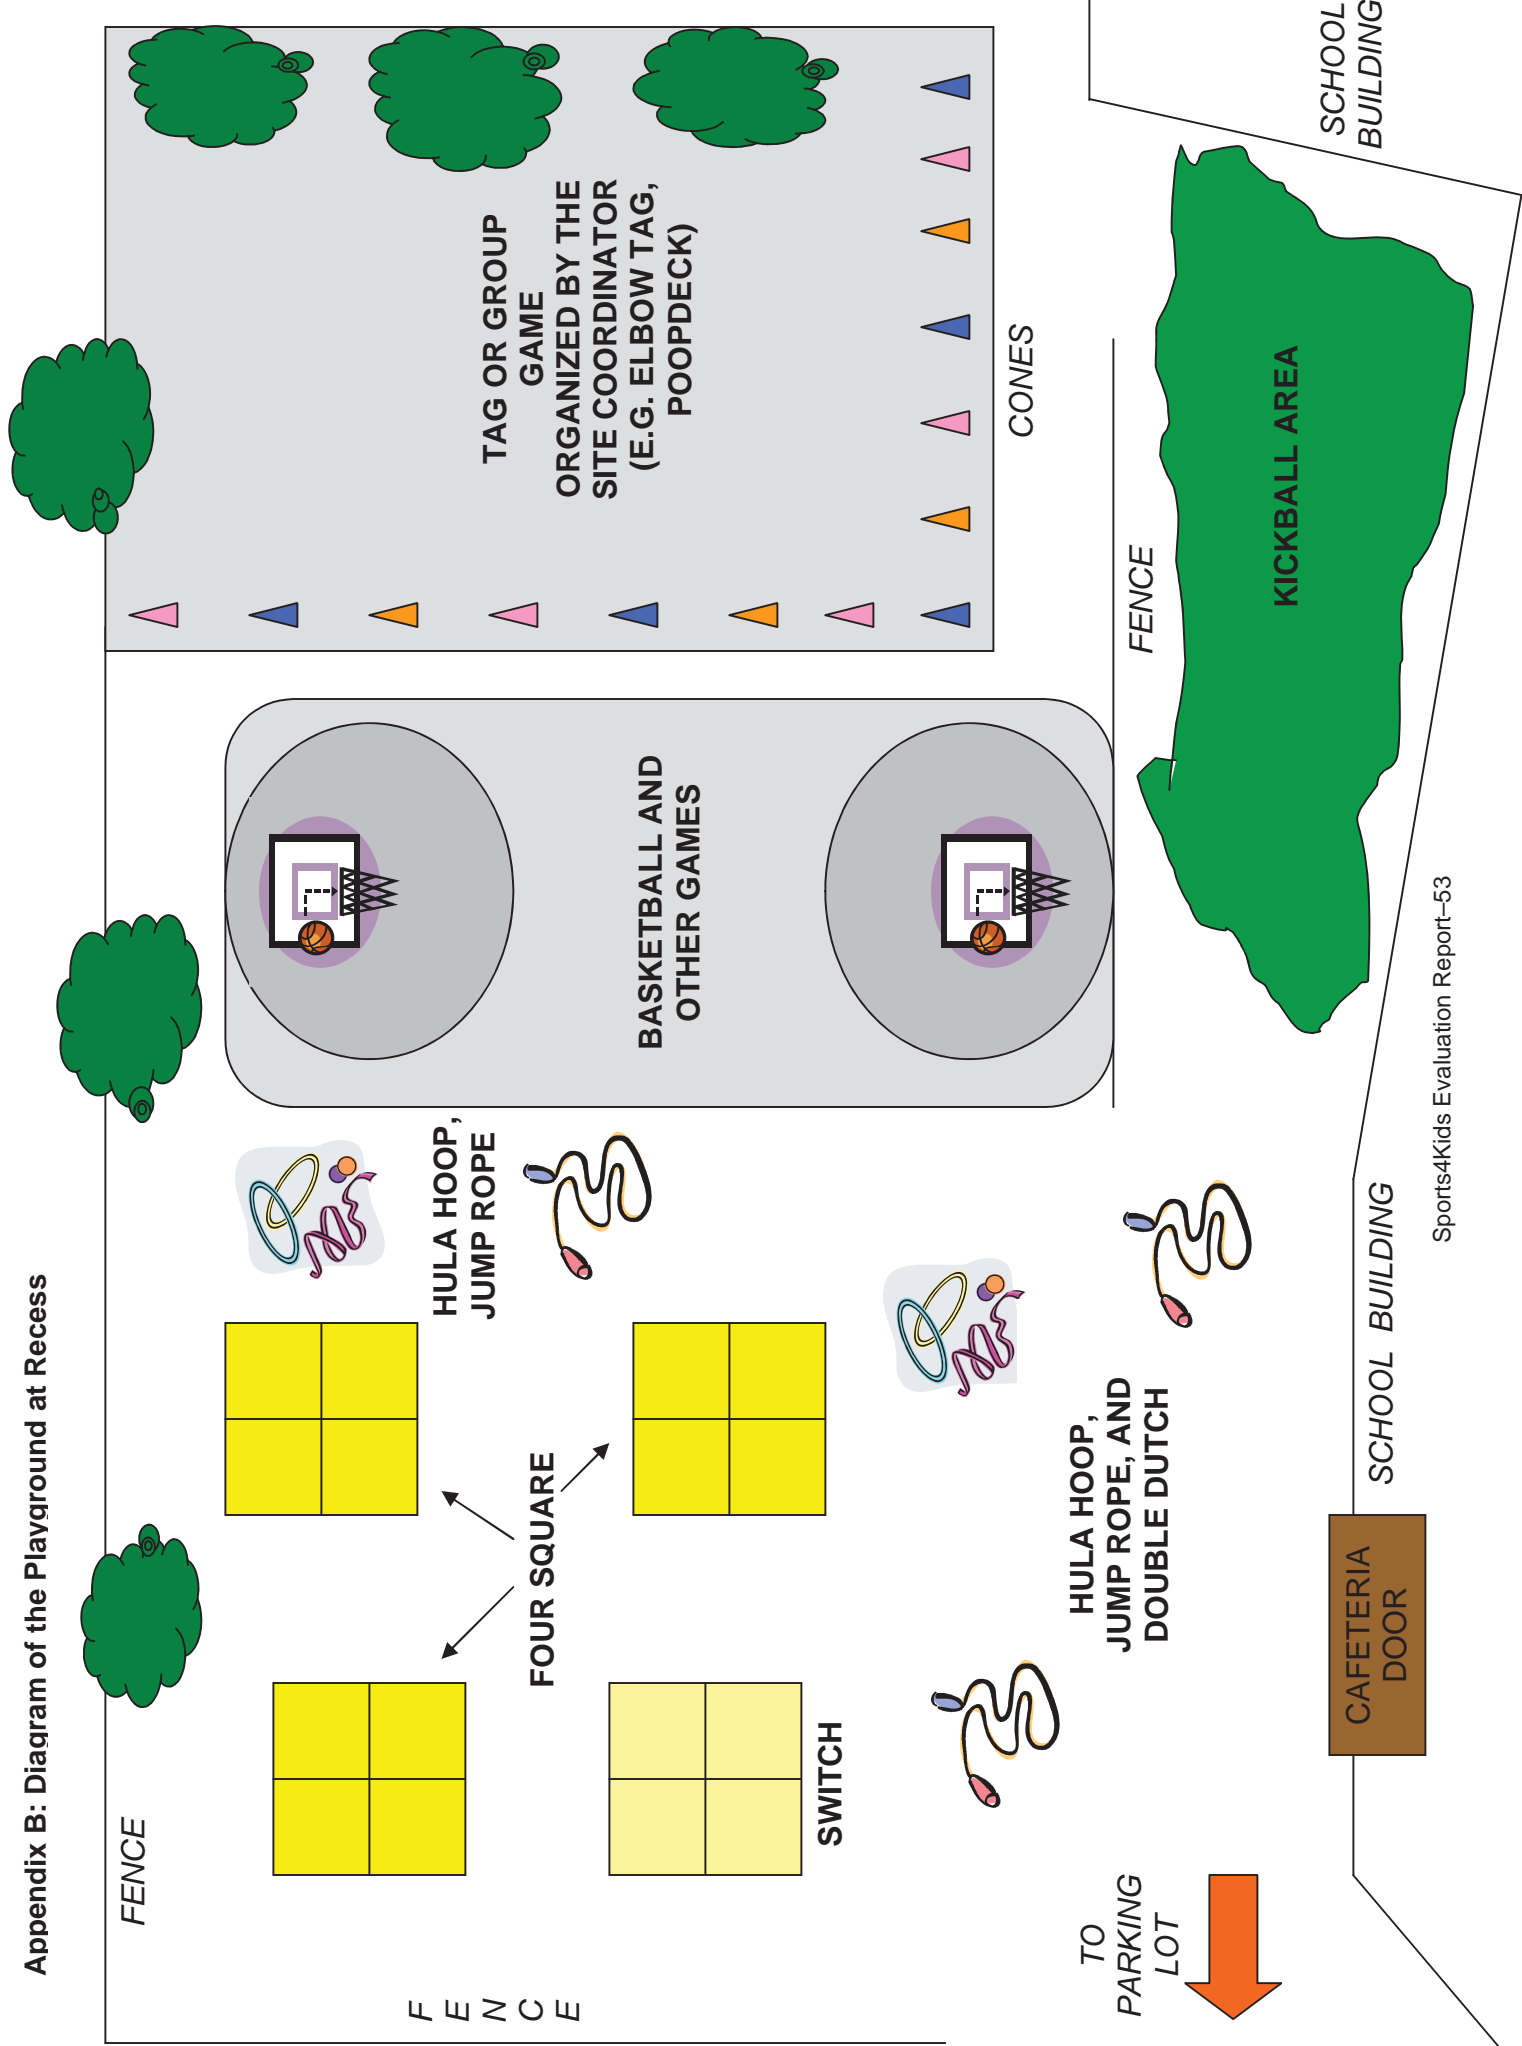 Appendix B: Diagram of the Playground at Recess
FENCE
F
E
N
C
E
FOUR SQUARE
SWITCH
HULA HOOP,
JUMP ROPE
BASKETBALL AND
OTHER GAMES
TAG OR GROUP
GAME
ORGANIZED BY THE
SITE COORDINATOR
(E.G. ELBOW TAG,
POOPDECK)
CONES
HULA HOOP,
JUMP ROPE, AND
DOUBLE DUTCH
TO
PARKING
LOT
FENCE
KICKBALL AREA
CAFETERIA
DOOR
SCHOOL BUILDING
SCHOOL
BUILDING
Sports4Kids Evaluation Report–53